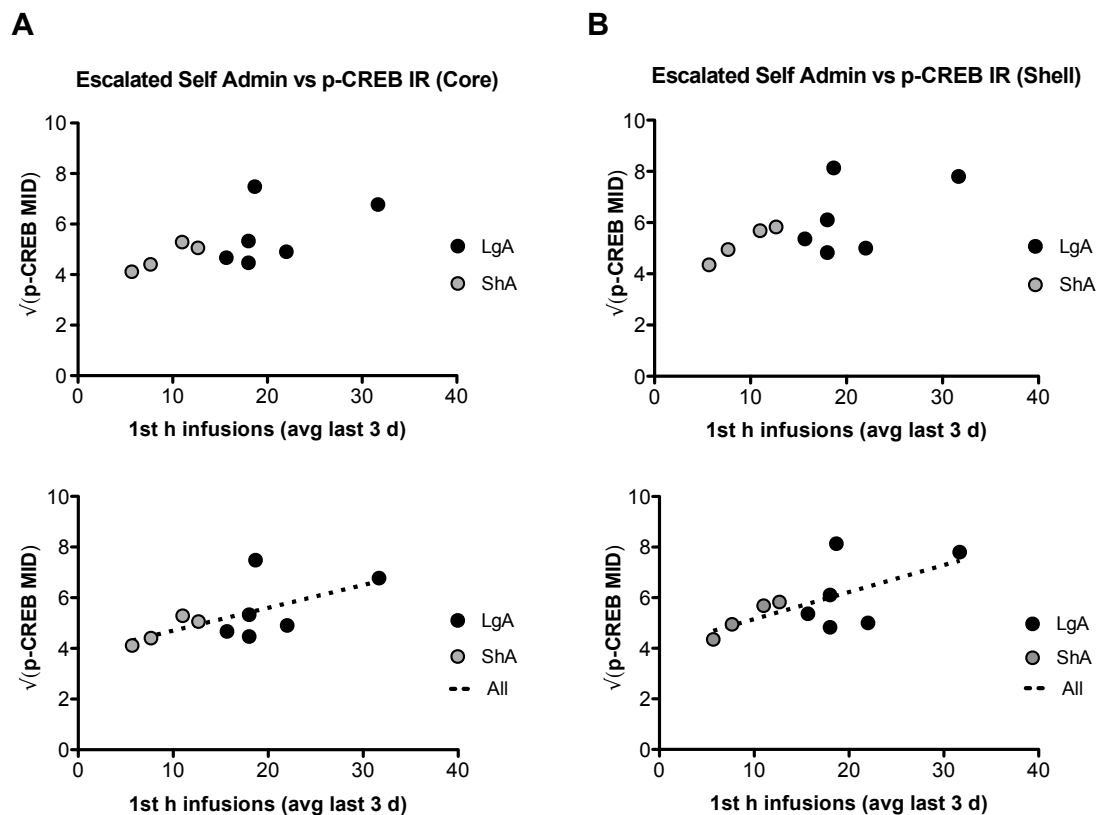 A
Escalated Self Admin vs p-CREB IR (Core)
√(p-CREB MID)
10
8
6
4
2
0
0 10 20 30 40
1st h infusions (avg last 3 d)
LgA
ShA
B
Escalated Self Admin vs p-CREB IR (Shell)
√(p-CREB MID)
10
8
6
4
2
0
0 10 20 30 40
1st h infusions (avg last 3 d)
LgA
ShA
√(p-CREB MID)
10
8
6
4
2
0
0 10 20 30 40
1st h infusions (avg last 3 d)
LgA
ShA
All
√(p-CREB MID)
10
8
6
4
2
0
0 10 20 30 40
1st h infusions (avg last 3 d)
LgA
ShA
All